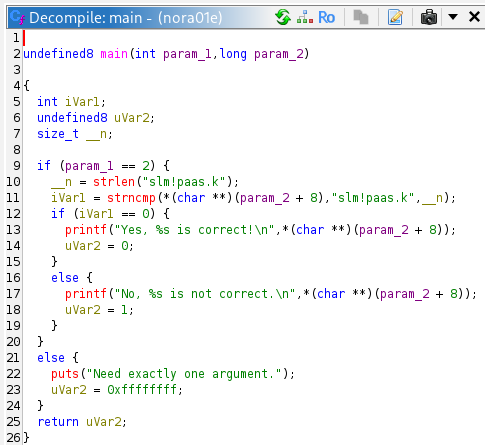 Decompile: main - (nora01e)
Ro
1
2 undefined8 main(int param_1,long param_2)
3
4 {
5   int iVar1;
6   undefined8 uVar2;
7   size_t __n;
8
9   if (param_1 == 2) {
10     __n = strlen("slm!paas.k");
11     iVar1 = strncmp(*(char **)(param_2 + 8),"slm!paas.k",__n);
12     if (iVar1 == 0) {
13       printf("Yes, %s is correct!\n",*(char **)(param_2 + 8));
14       uVar2 = 0;
15     }
16     else {
17       printf("No, %s is not correct.\n",*(char **)(param_2 + 8));
18       uVar2 = 1;
19     }
20   }
21   else {
22     puts("Need exactly one argument.");
23     uVar2 = 0xffffffff;
24   }
25   return uVar2;
26 }